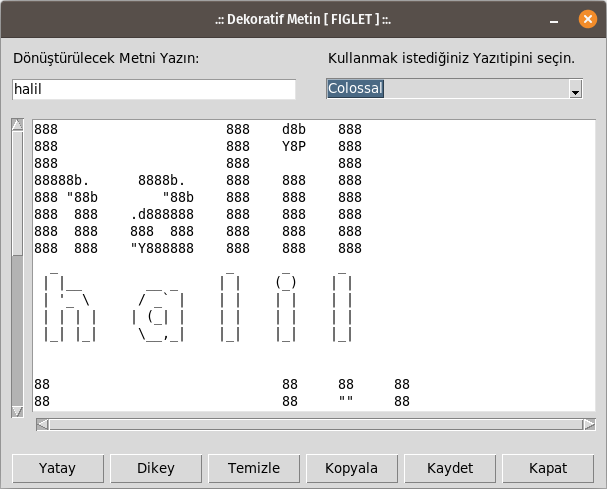 .:: Dekoratif Metin [ FIGLET ] ::.
Dönüştürülecek Metni Yazın:
Kullanmak istediğiniz Yazıtipini seçin.
halil
Colossal
888                     888    d8b    888
888                     888    Y8P    888
888                     888           888
88888b.      8888b.     888    888    888
888 "88b        "88b    888    888    888
888  888    .d888888    888    888    888
888  888    888  888    888    888    888
888  888    "Y888888    888    888    888
  _                     _      _      _
 | |__        __ _     | |    (_)    | |
 | '_ \      / _` |    | |    | |    | |
 | | | |    | (_| |    | |    | |    | |
 |_| |_|     \__,_|    |_|    |_|    |_|
88                             88     88     88
88                             88     ""     88
Yatay
Dikey
Temizle
Kopyala
Kaydet
Kapat